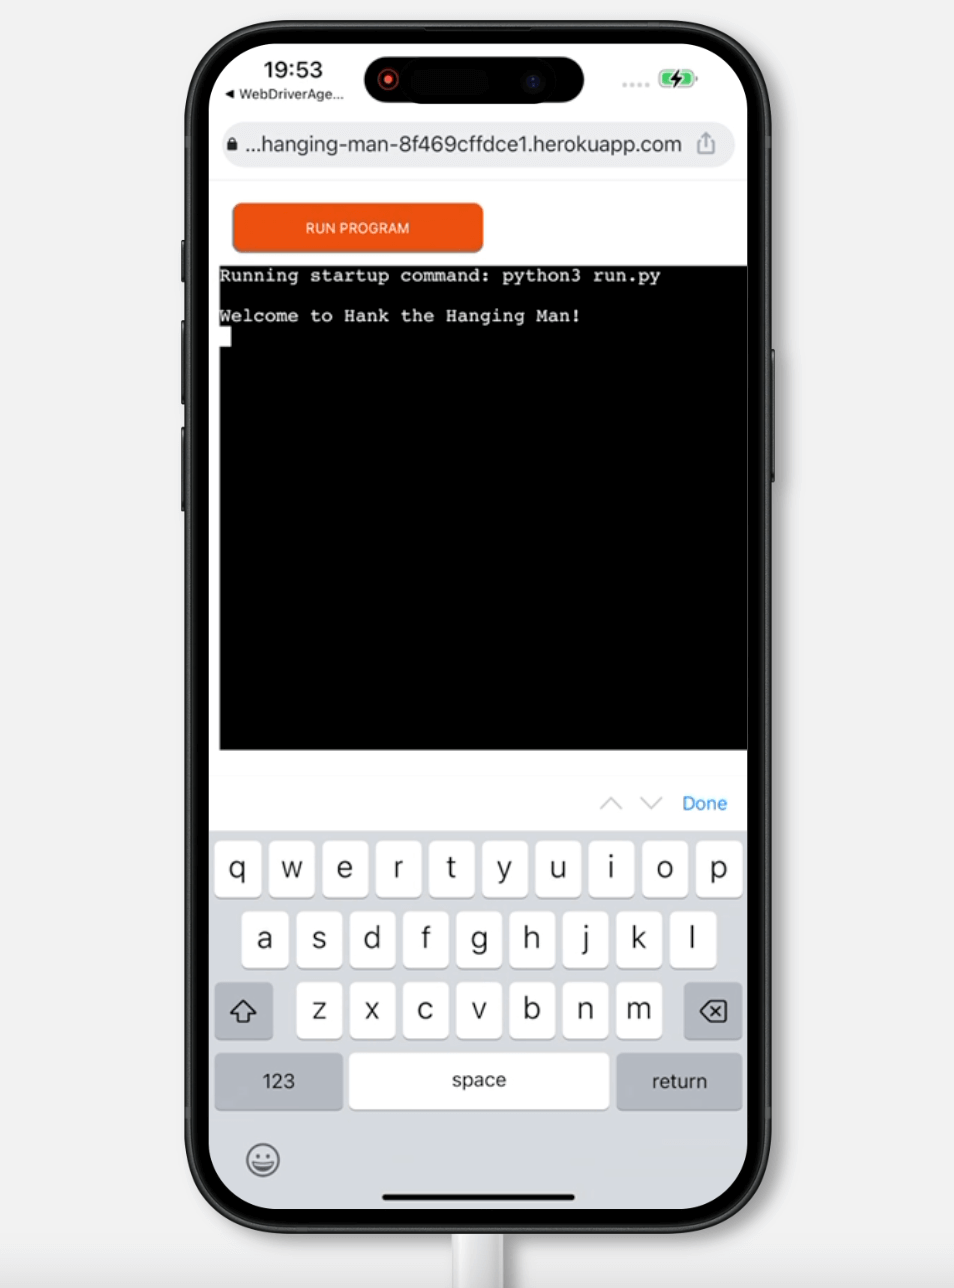 19:53
◀ WebDriverAge...
...hanging-man-8f469cffdce1.herokuapp.com
RUN PROGRAM
Running startup command: python3 run.py
Welcome to Hank the Hanging Man!
Done
q w e r t y u i o p
a s d f g h j k l
z x c v b n m
123 space return